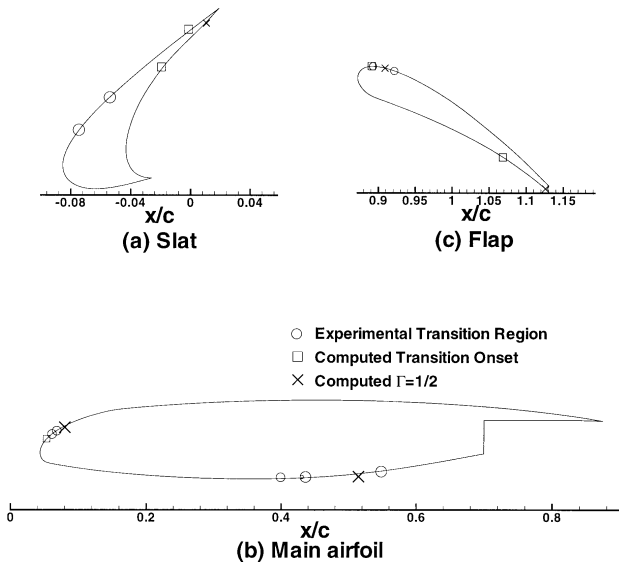 -0.08 -0.04 0 0.04
x/c
(a) Slat
0.9 0.95 1 1.05 1.1 1.15
x/c
(c) Flap
Experimental Transition Region
Computed Transition Onset
Computed Γ=1/2
0 0.2 0.4 0.6 0.8
x/c
(b) Main airfoil